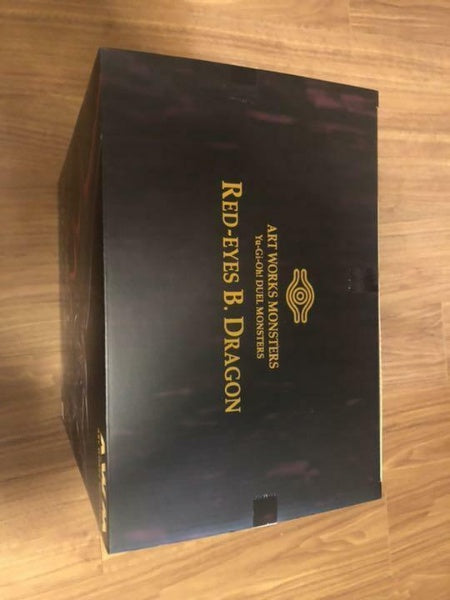 ART WORKS MONSTERS
Yu-Gi-Oh! DUEL MONSTERS
RED-EYES B. DRAGON